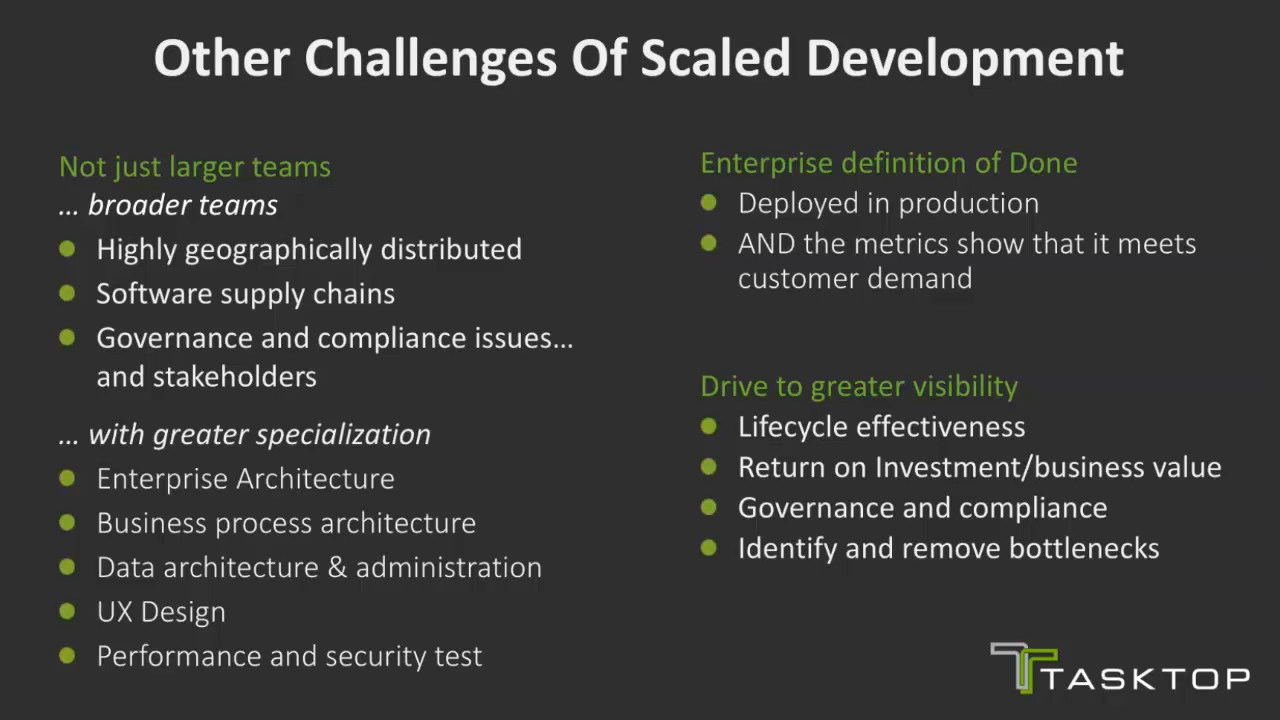 Other Challenges Of Scaled Development
Not just larger teams
… broader teams
Highly geographically distributed
Software supply chains
Governance and compliance issues…
and stakeholders
… with greater specialization
Enterprise Architecture
Business process architecture
Data architecture & administration
UX Design
Performance and security test
Enterprise definition of Done
Deployed in production
AND the metrics show that it meets
customer demand
Drive to greater visibility
Lifecycle effectiveness
Return on Investment/business value
Governance and compliance
Identify and remove bottlenecks
TASKTOP